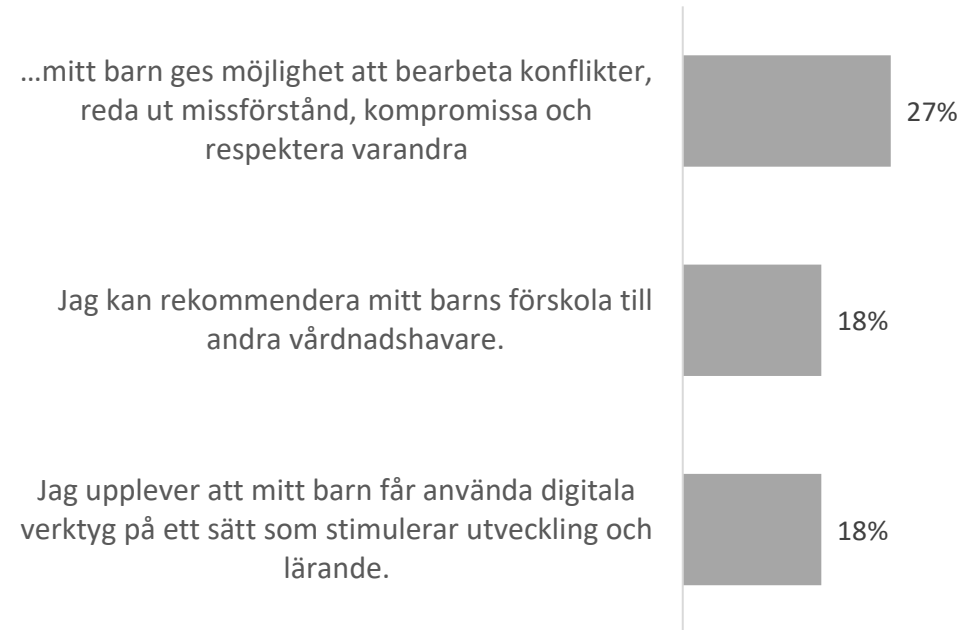 ...mitt barn ges möjlighet att bearbeta konflikter,
reda ut missförstånd, kompromissa och
respektera varandra
27%
Jag kan rekommendera mitt barns förskola till
andra vårdnadshavare.
18%
Jag upplever att mitt barn får använda digitala
verktyg på ett sätt som stimulerar utveckling och
lärande.
18%